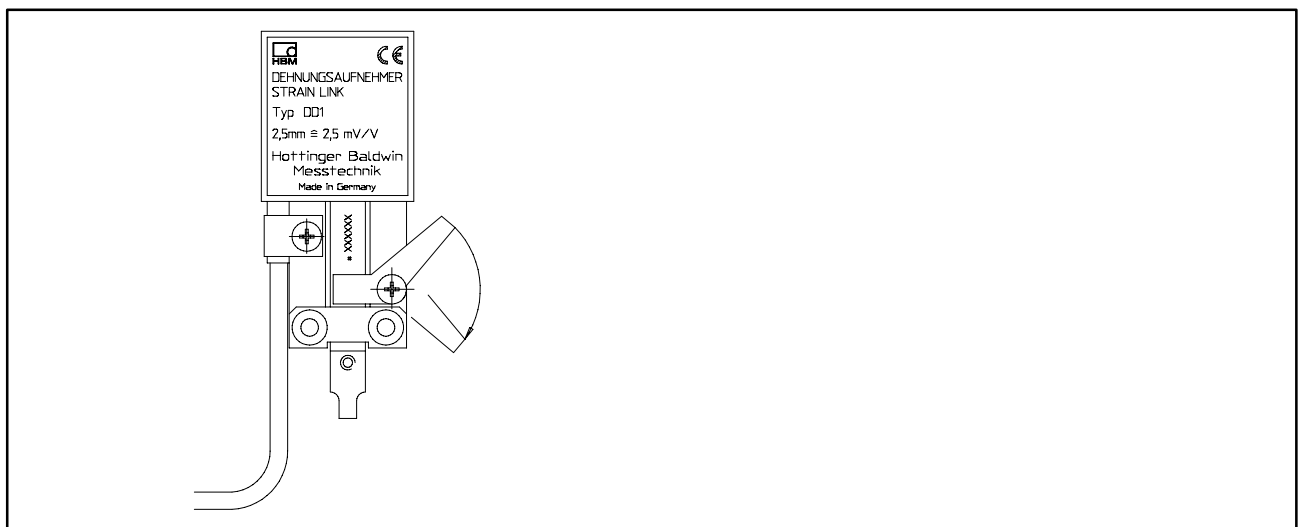 HBM CE
DEHNUNGSAUFNEHMER
STRAIN LINK
Typ DD1
2,5mm ≙ 2,5 mV/V
Hottinger Baldwin
Messtechnik
Made in Germany
* XXXXXX